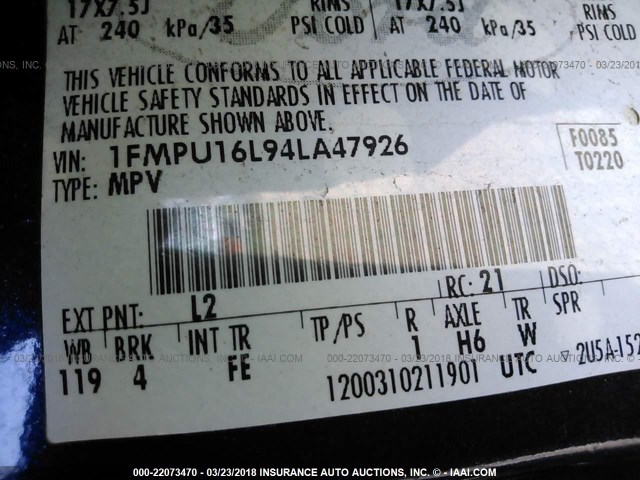 17X7.5J RIMS 17X7.5J RIMS
AT 240 kPa/35 PSI COLD AT 240 kPa/35 PSI COLD
THIS VEHICLE CONFORMS TO ALL APPLICABLE FEDERAL MOTOR
VEHICLE SAFETY STANDARDS IN EFFECT ON THE DATE OF
MANUFACTURE SHOWN ABOVE.
VIN: 1FMPU16L94LA47926 F0085
TYPE: MPV T0220
EXT PNT: L2 RC: 21 DSO:
WB BRK INT TR TP/PS R AXLE TR SPR
119 4 FE 1 H6 W
1200310211901 UTC ▽ 2U5A-152
000-22073470 - 03/23/2018 INSURANCE AUTO AUCTIONS, INC. - © - IAAI.COM